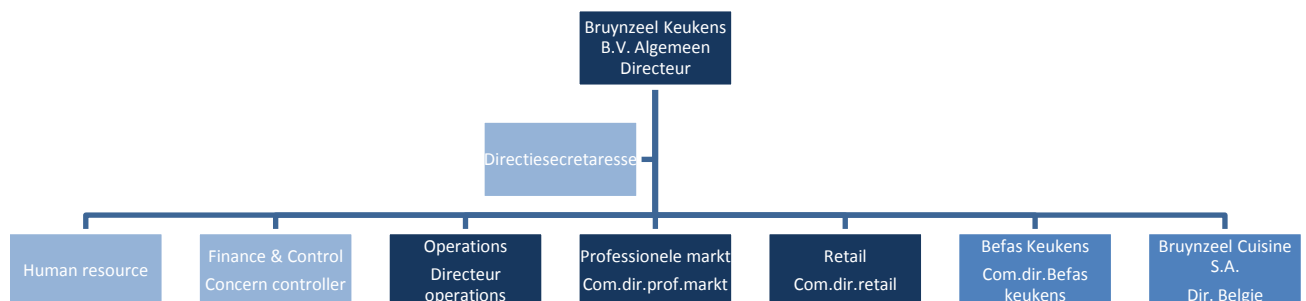 Bruynzeel Keukens
B.V. Algemeen
Directeur
Directiesecretaresse
Human resource
Finance & Control
Concern controller
Operations
Directeur
operations
Professionele markt
Com.dir.prof.markt
Retail
Com.dir.retail
Befas Keukens
Com.dir.Befas
keukens
Bruynzeel Cuisine
S.A.
Dir. Belgie